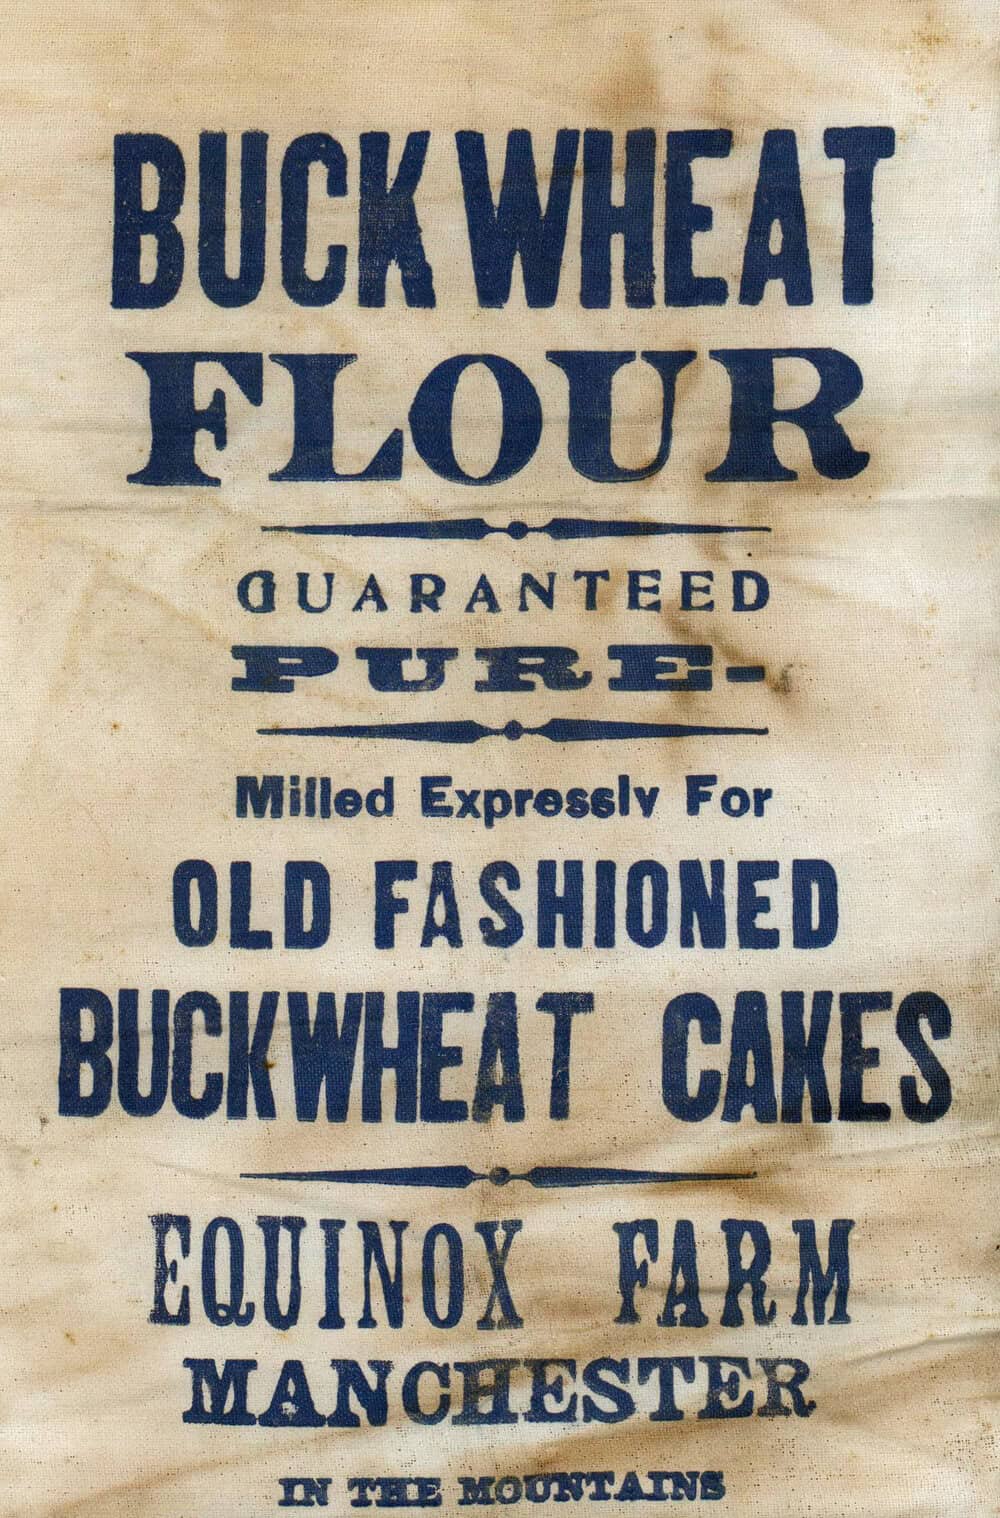 BUCKWHEAT
FLOUR
GUARANTEED
PURE-
Milled Expressly For
OLD FASHIONED
BUCKWHEAT CAKES
EQUINOX FARM
MANCHESTER
IN THE MOUNTAINS